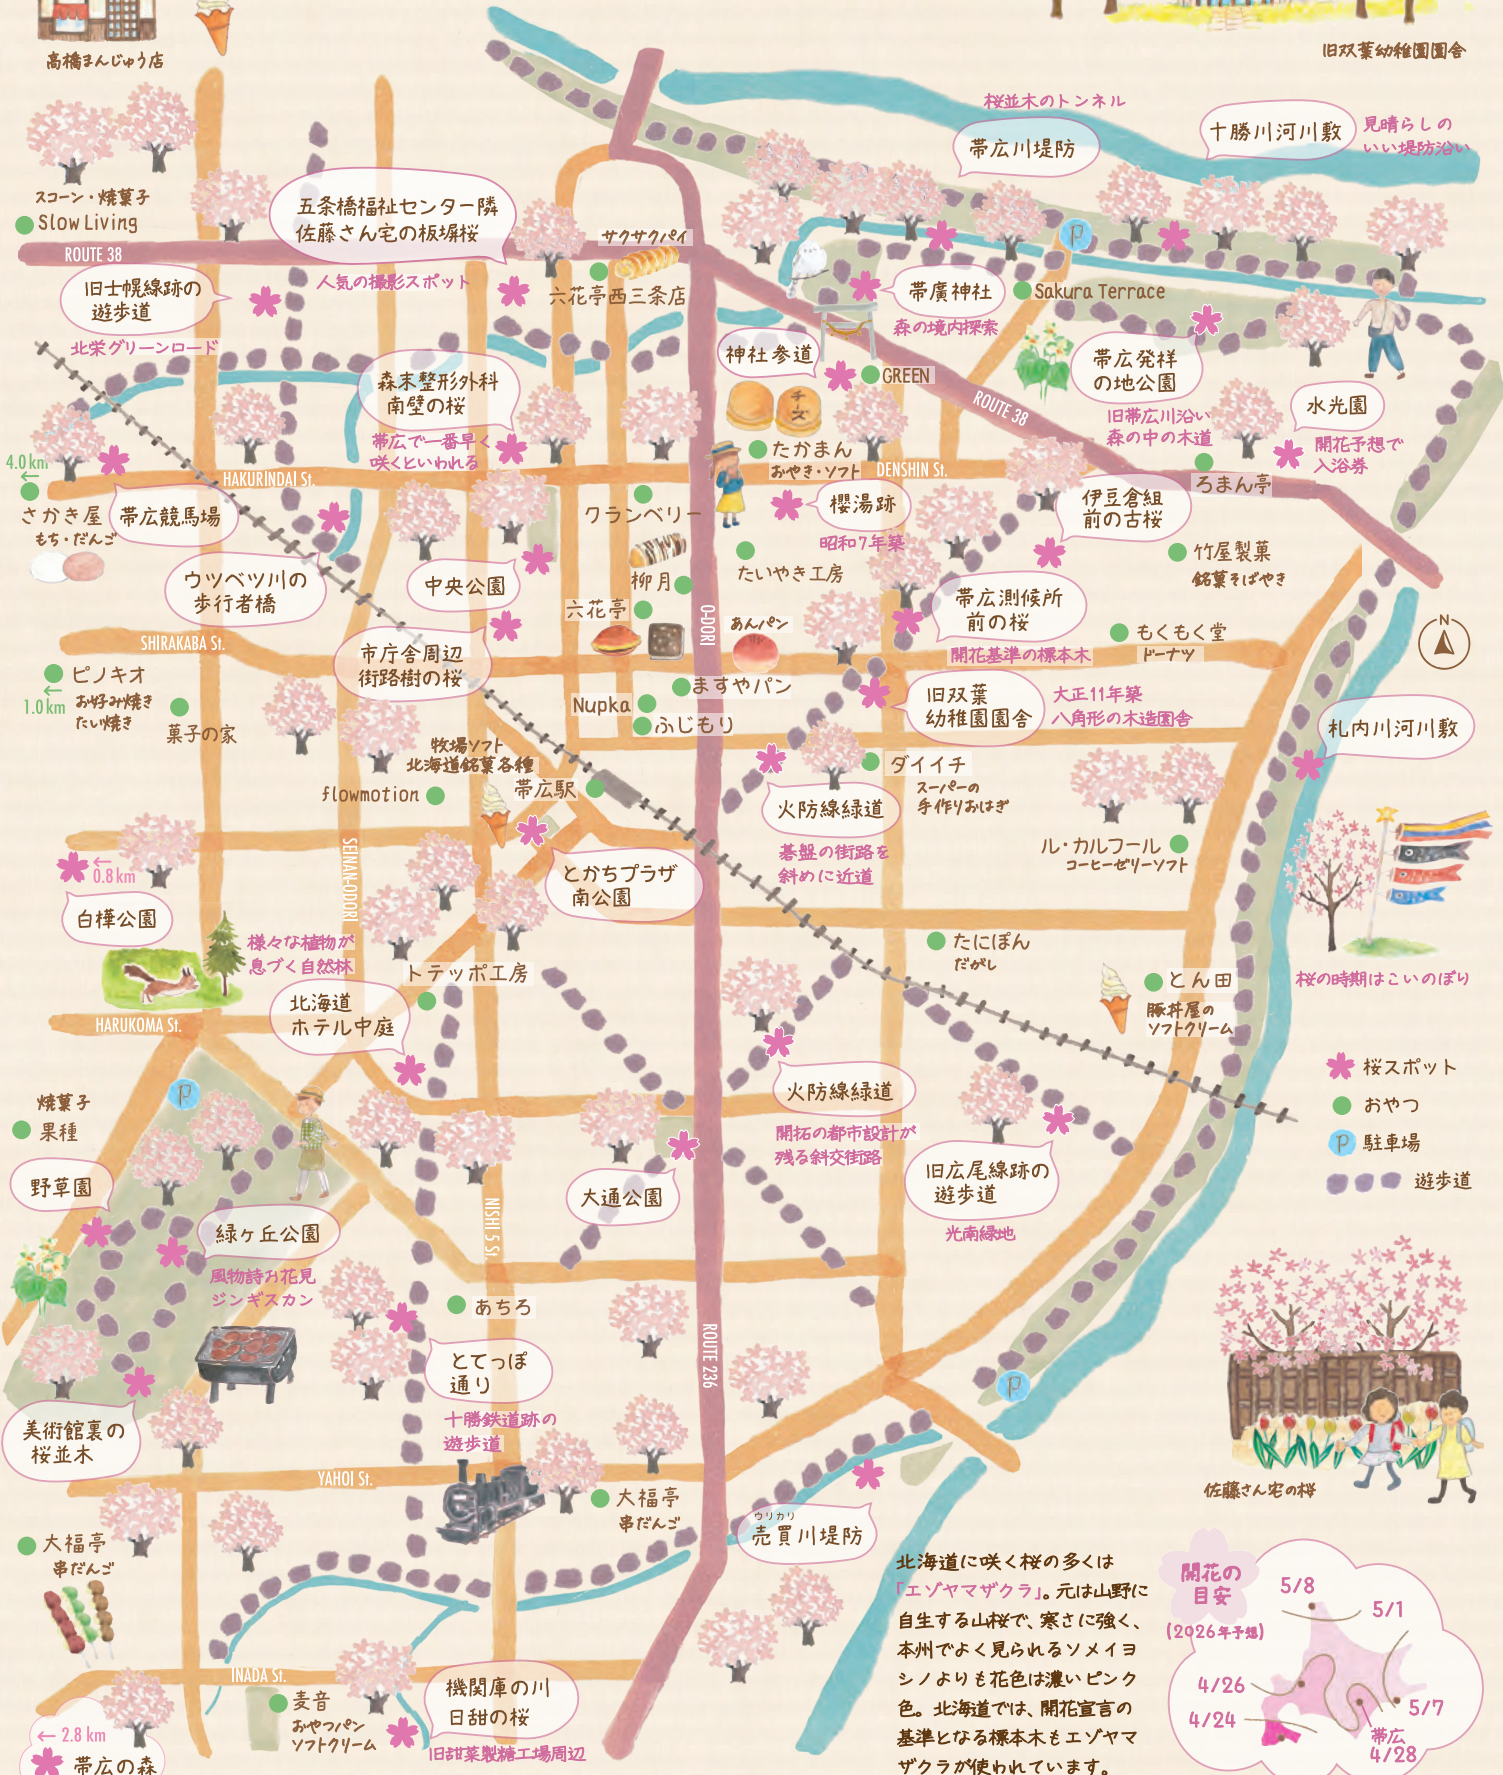 高橋まんじゅう店
旧双葉幼稚園園舎
桜並木のトンネル
帯広川堤防
十勝川河川敷
見晴らしの
いい堤防沿い
スコーン・焼菓子
Slow Living
ROUTE 38
五条橋福祉センター隣
佐藤さん宅の板塀桜
人気の撮影スポット
サクサクパイ
六花亭西三条店
P
帯廣神社
森の境内探索
Sakura Terrace
旧士幌線跡の
遊歩道
北栄グリーンロード
森末整形外科
南壁の桜
帯広で一番早く
咲くといわれる
神社参道
GREEN
チーズ
たかまん
おやき・ソフト
ROUTE 38
帯広発祥
の地公園
旧帯広川沿い
森の中の木道
水光園
開花予想で
入浴券
4.0km
←
さかき屋
もち・だんご
帯広競馬場
HAKURINDAI St.
DENSHIN St.
ろまん亭
クランベリー
櫻湯跡
昭和7年築
伊豆倉組
前の古桜
竹屋製菓
銘菓そばやき
ウツベツ川の
歩行者橋
中央公園
柳月
たいやき工房
六花亭
O-DORI
あんパン
帯広測候所
前の桜
開花基準の標本木
もくもく堂
ドーナツ
N
SHIRAKABA St.
市庁舎周辺
街路樹の桜
ピノキオ
お好み焼き
たい焼き
←
1.0km
菓子の家
Nupka
ますやパン
ふじもり
旧双葉
幼稚園園舎
大正11年築
八角形の木造園舎
札内川河川敷
牧場ソフト
北海道銘菓各種
flowmotion
帯広駅
ダイイチ
スーパーの
手作りおはぎ
火防線緑道
碁盤の街路を
斜めに近道
ル・カルフール
コーヒーゼリーソフト
SEINAN-ODORI
←
0.8km
白樺公園
とかちプラザ
南公園
様々な植物が
息づく自然林
トテッポ工房
たにぽん
だがし
とん田
豚丼屋の
ソフトクリーム
桜の時期はこいのぼり
HARUKOMA St.
北海道
ホテル中庭
火防線緑道
開拓の都市設計が
残る斜交街路
桜スポット
おやつ
P
駐車場
遊歩道
P
焼菓子
果種
野草園
緑ヶ丘公園
風物詩お花見
ジンギスカン
大通公園
旧広尾線跡の
遊歩道
光南緑地
NISHI 5 St.
あちろ
ROUTE 236
とてっぽ
通り
十勝鉄道跡の
遊歩道
P
美術館裏の
桜並木
YAHOI St.
大福亭
串だんご
ウリカリ
売買川堤防
佐藤さん宅の桜
大福亭
串だんご
北海道に咲く桜の多くは
「エゾヤマザクラ」。元は山野に
自生する山桜で、寒さに強く、
本州でよく見られるソメイヨ
シノよりも花色は濃いピンク
色。北海道では、開花宣言の
基準となる標本木もエゾヤマ
ザクラが使われています。
開花の
目安
(2026年予想)
5/8
5/1
4/26
4/24
5/7
帯広
4/28
INADA St.
麦音
おやつパン
ソフトクリーム
機関庫の川
日甜の桜
旧甜菜製糖工場周辺
← 2.8 km
帯広の森